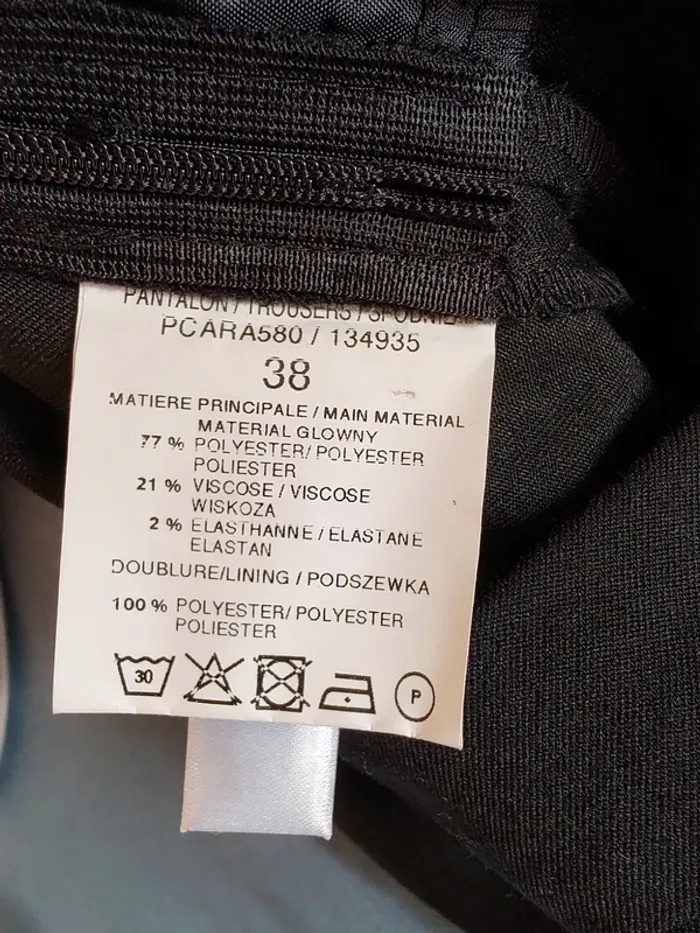 PANTALON / TROUSERS / SPODNIE
PCARA580 / 134935
38
MATIERE PRINCIPALE / MAIN MATERIAL
MATERIAL GLOWNY
77 % POLYESTER/ POLYESTER
POLIESTER
21 % VISCOSE / VISCOSE
WISKOZA
2 % ELASTHANNE / ELASTANE
ELASTAN
DOUBLURE/LINING / PODSZEWKA
100 % POLYESTER/ POLYESTER
POLIESTER
30 P